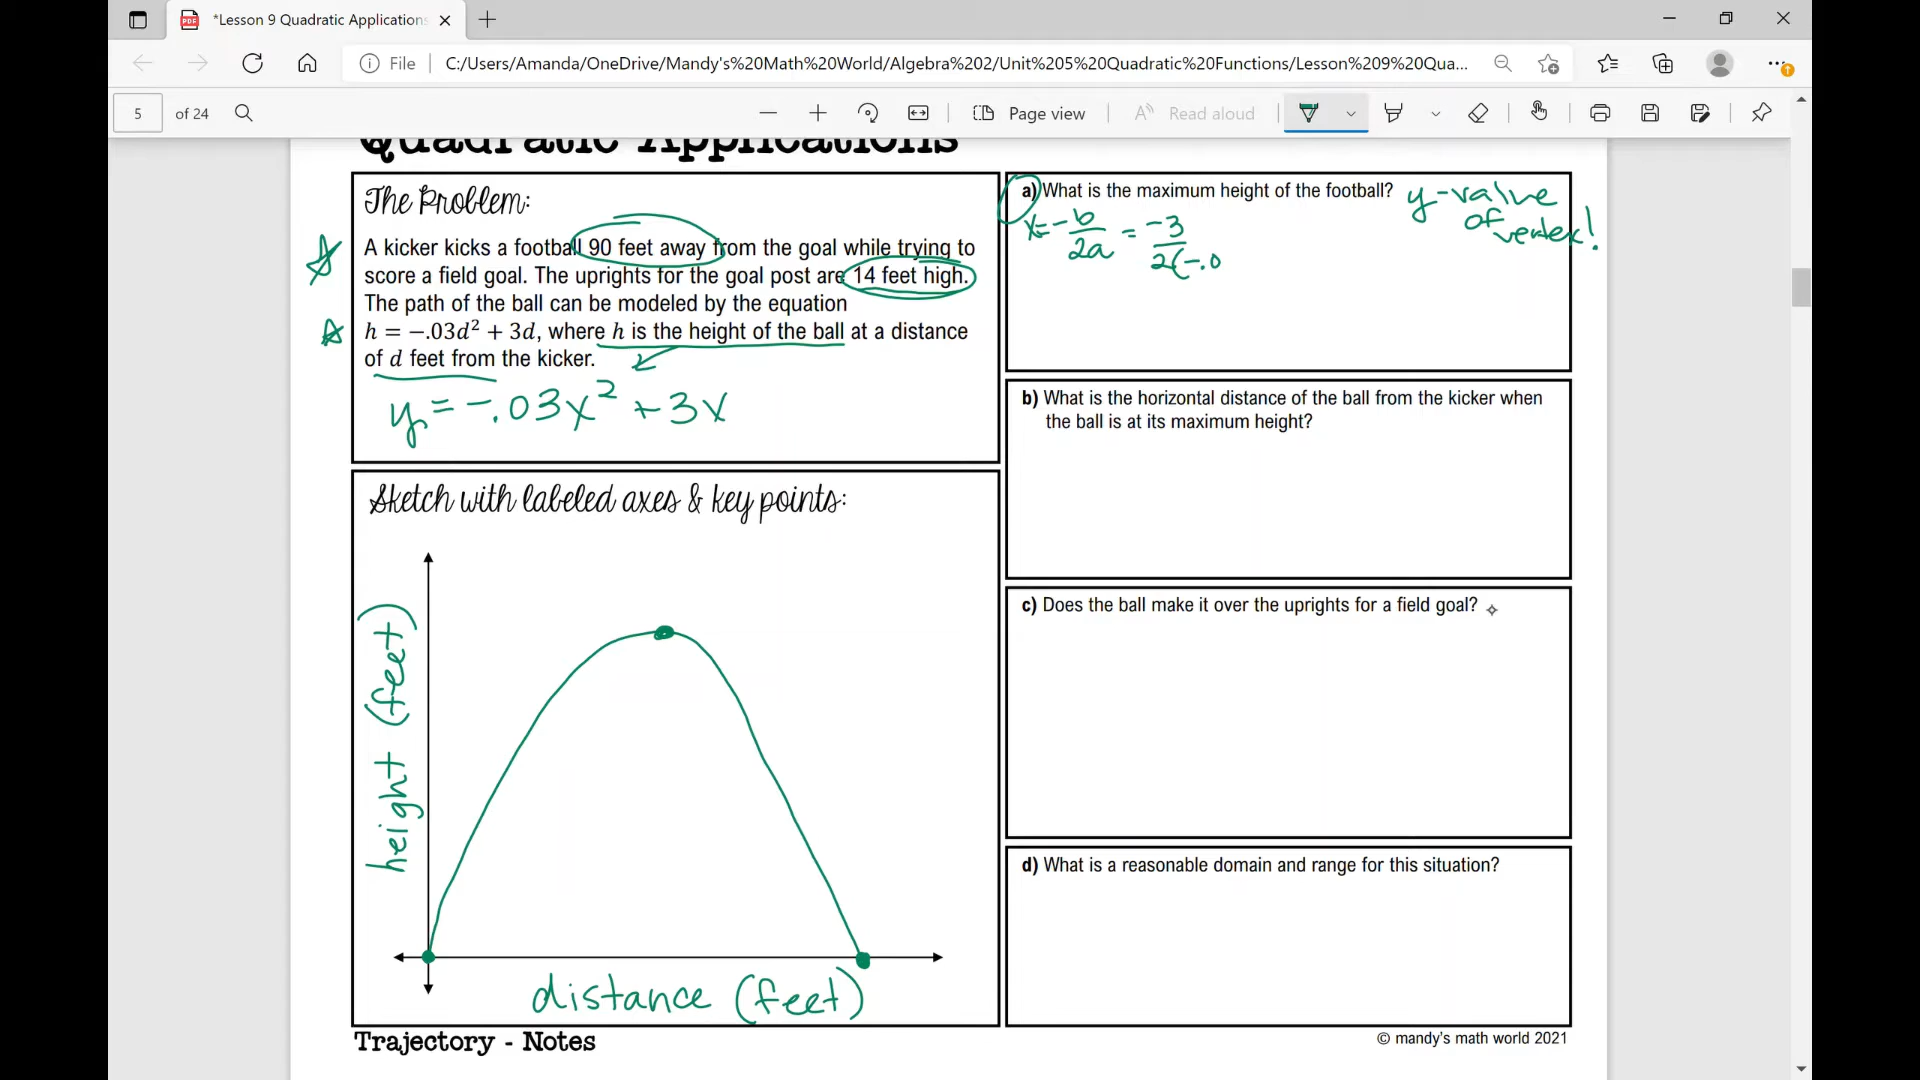 *Lesson 9 Quadratic Applications
File
C:/Users/Amanda/OneDrive/Mandy's%20Math%20World/Algebra%202/Unit%205%20Quadratic%20Functions/Lesson%209%20Qua...
5 of 24
Page view
Read aloud
Quadratic Applications
The Problem:
A kicker kicks a football 90 feet away from the goal while trying to
score a field goal. The uprights for the goal post are 14 feet high.
The path of the ball can be modeled by the equation
h = −.03d² + 3d, where h is the height of the ball at a distance
of d feet from the kicker.
y = -.03x² + 3x
Sketch with labeled axes & key points:
height (feet)
distance (feet)
Trajectory - Notes
a) What is the maximum height of the football?
y-value
of
vertex!
x = -b/2a = -3/2(-.0
b) What is the horizontal distance of the ball from the kicker when
the ball is at its maximum height?
c) Does the ball make it over the uprights for a field goal?
d) What is a reasonable domain and range for this situation?
© mandy's math world 2021